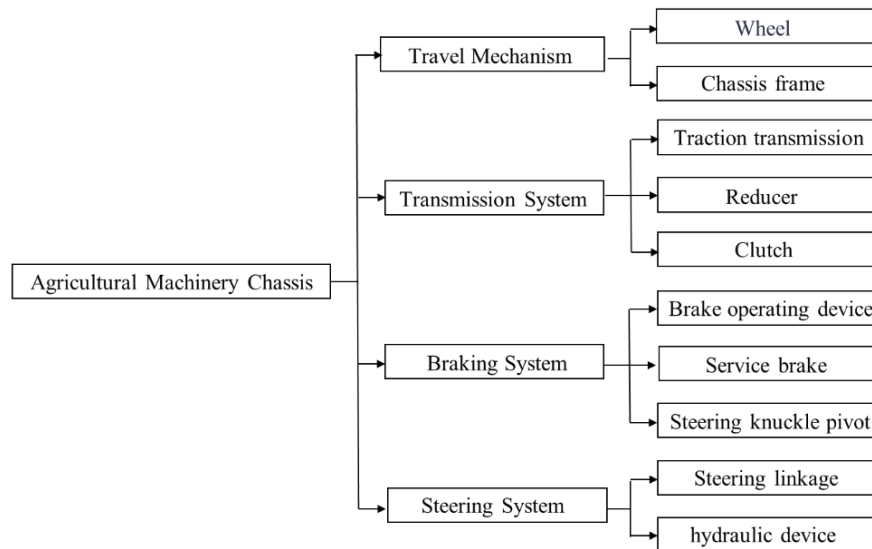 Agricultural Machinery Chassis
Travel Mechanism
Wheel
Chassis frame
Transmission System
Traction transmission
Reducer
Clutch
Braking System
Brake operating device
Service brake
Steering knuckle pivot
Steering System
Steering linkage
hydraulic device